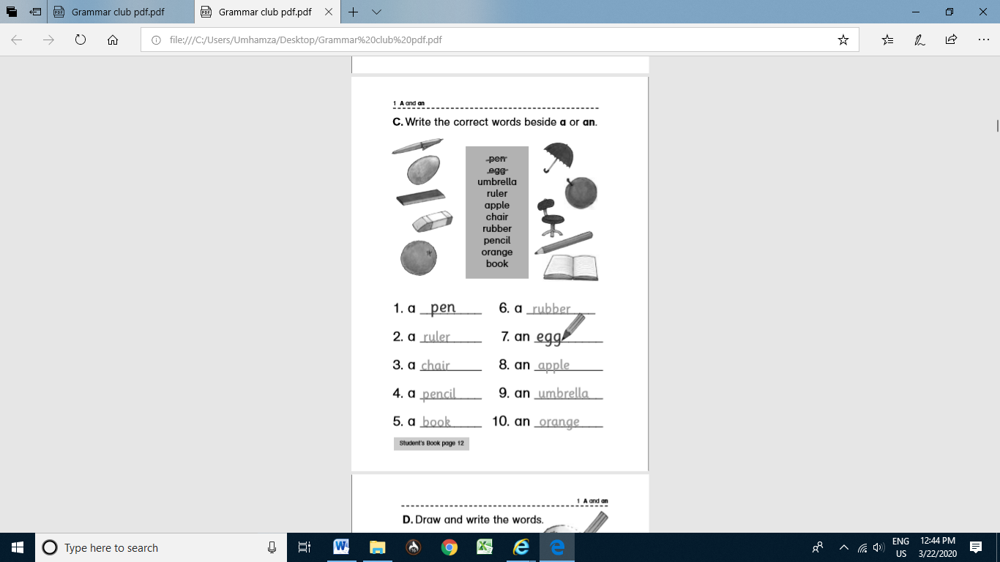 Grammar club pdf.pdf
Grammar club pdf.pdf
file:///C:/Users/Umhamza/Desktop/Grammar%20club%20pdf.pdf
1 A and an
C. Write the correct words beside a or an.
pen
egg
umbrella
ruler
apple
chair
rubber
pencil
orange
book
1. a pen
2. a ruler
3. a chair
4. a pencil
5. a book
6. a rubber
7. an egg
8. an apple
9. an umbrella
10. an orange
Student's Book page 12
1 A and an
D. Draw and write the words.
Type here to search
ENG
US
12:44 PM
3/22/2020